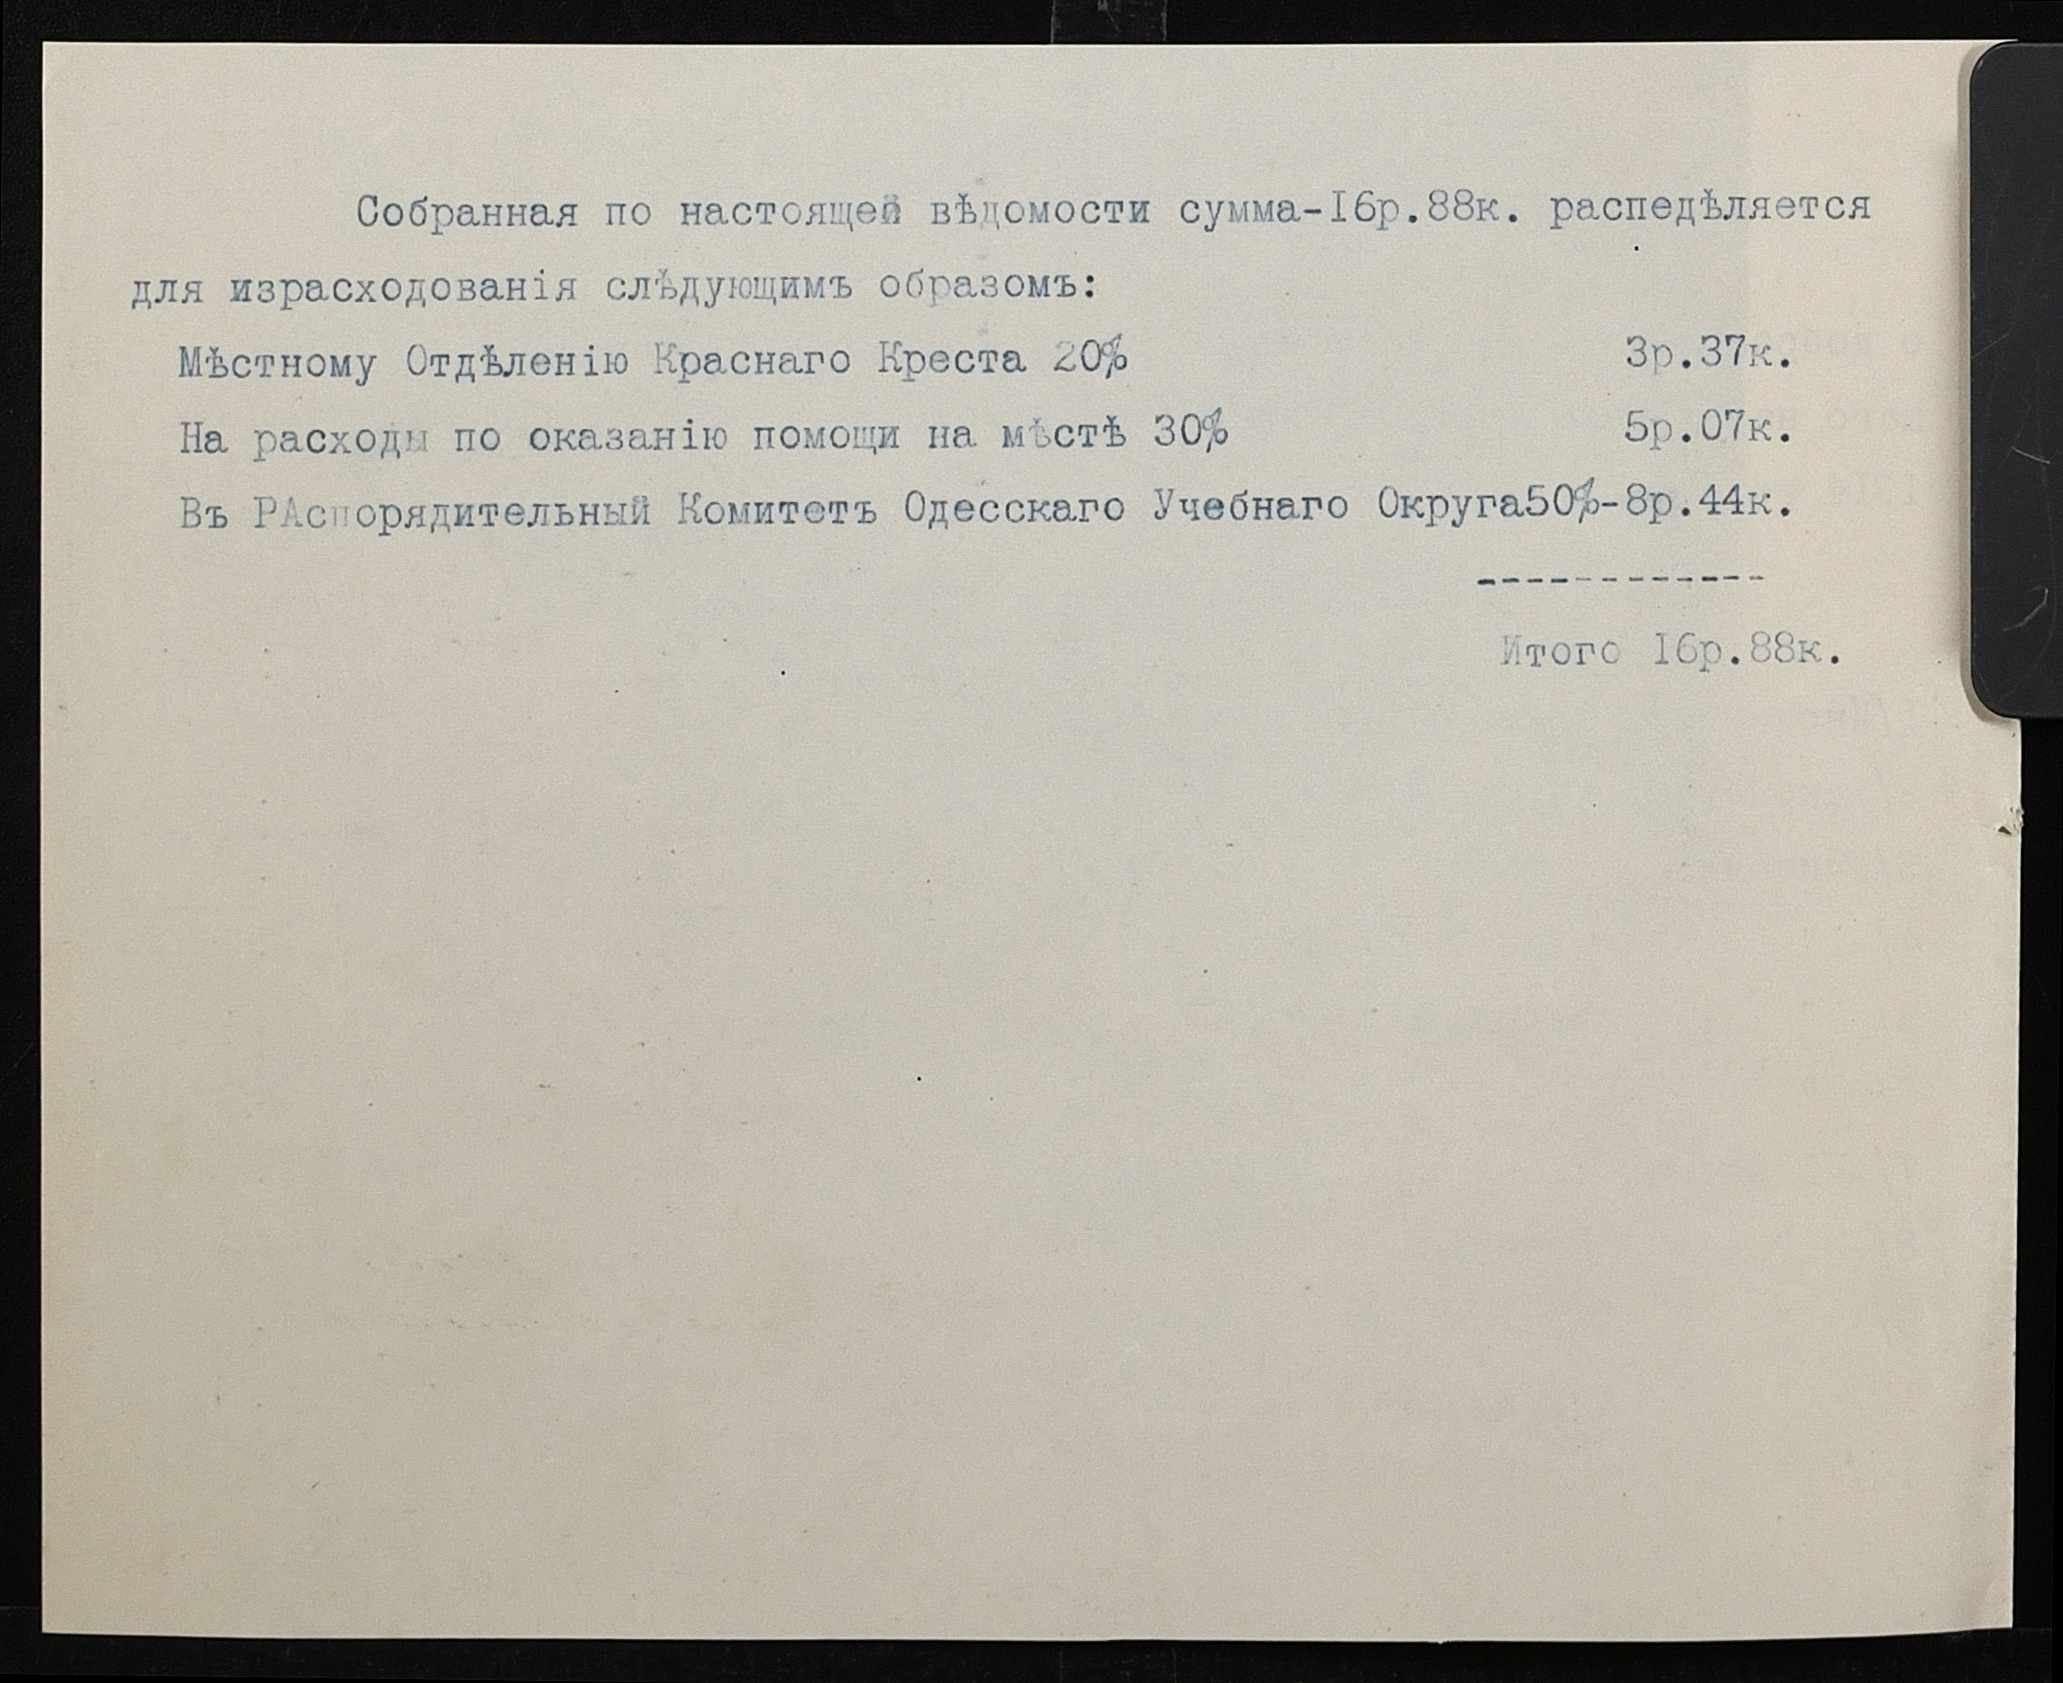 Собранная по настоящей вѣдомости сумма-I6р.88к. распедѣляется
для израсходованія слѣдующимъ образомъ:
Мѣстному Отдѣленію Краснаго Креста 20% 3р.37к.
На расходы по оказанію помощи на мѣстѣ 30% 5р.07к.
Въ РАспорядительный Комитетъ Одесскаго Учебнаго Округа50%-8р.44к.
------------
Итого I6р.88к.